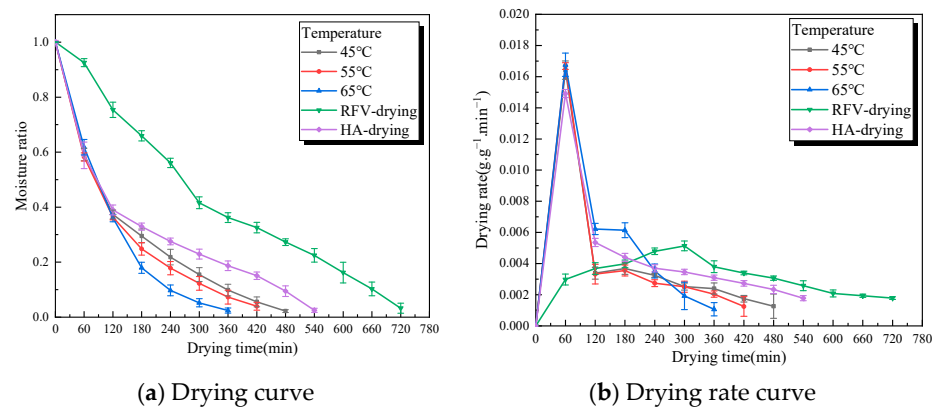 Temperature
45℃
55℃
65℃
RFV-drying
HA-drying
Moisture ratio
1.0
0.8
0.6
0.4
0.2
0.0
0 60 120 180 240 300 360 420 480 540 600 660 720 780
Drying time(min)
(a) Drying curve
Temperature
45℃
55℃
65℃
RFV-drying
HA-drying
Drying rate(g.g⁻¹.min⁻¹)
0.020
0.018
0.016
0.014
0.012
0.010
0.008
0.006
0.004
0.002
0.000
0 60 120 180 240 300 360 420 480 540 600 660 720 780
Drying time(min)
(b) Drying rate curve